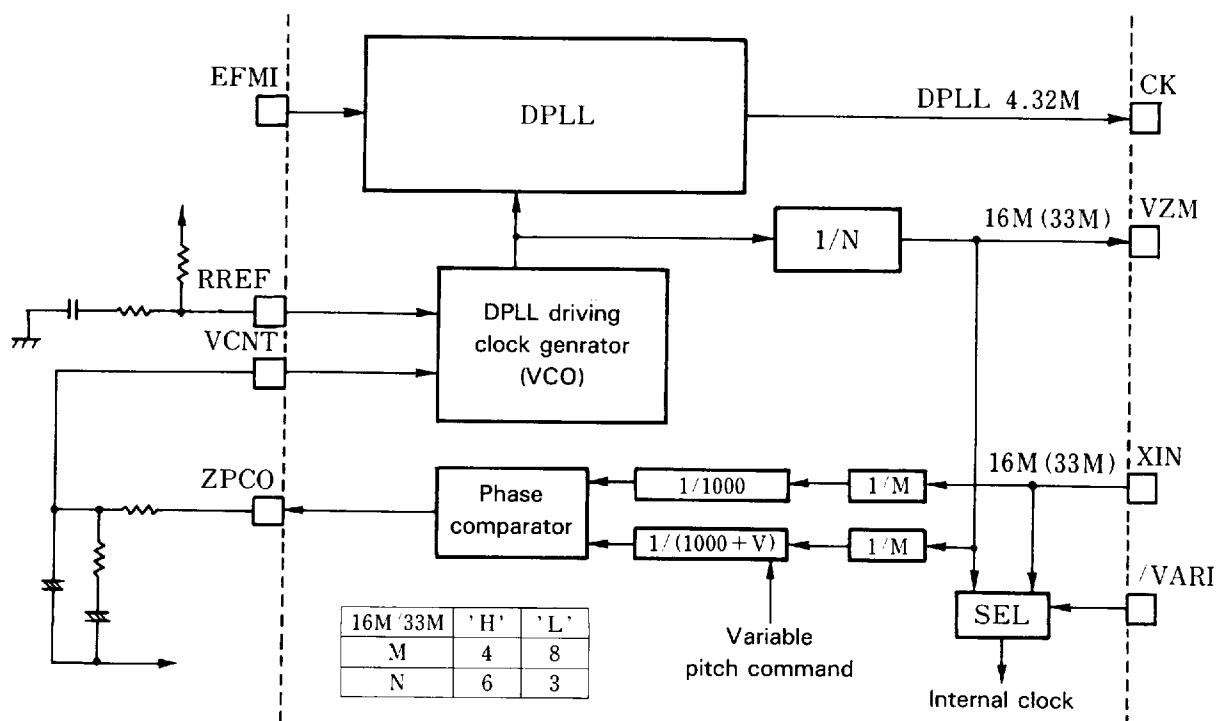 EFMI
DPLL
DPLL 4.32M
CK
1/N
16M (33M)
VZM
RREF
VCNT
DPLL driving
clock genrator
(VCO)
ZPCO
Phase
comparator
1/1000
1/M
16M (33M)
XIN
1/(1000+V)
1/M
/VARI
SEL
16M/33M 'H' 'L'
M 4 8
N 6 3
Variable
pitch command
Internal clock